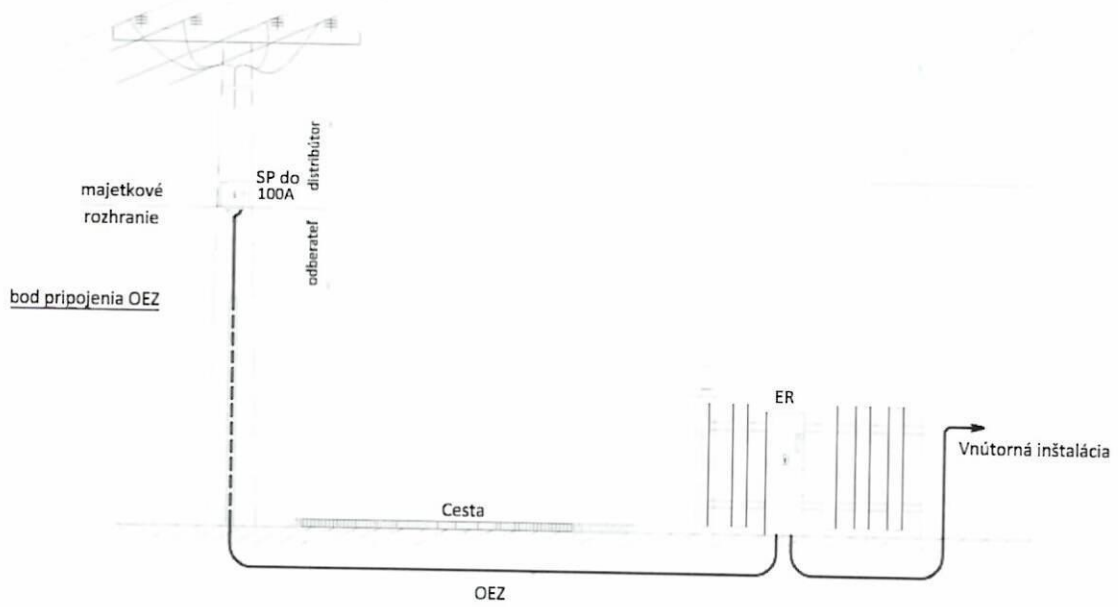 distribútor
SP do
100A
majetkové
rozhranie
odberateľ
bod pripojenia OEZ
ER
Vnútorná inštalácia
Cesta
OEZ